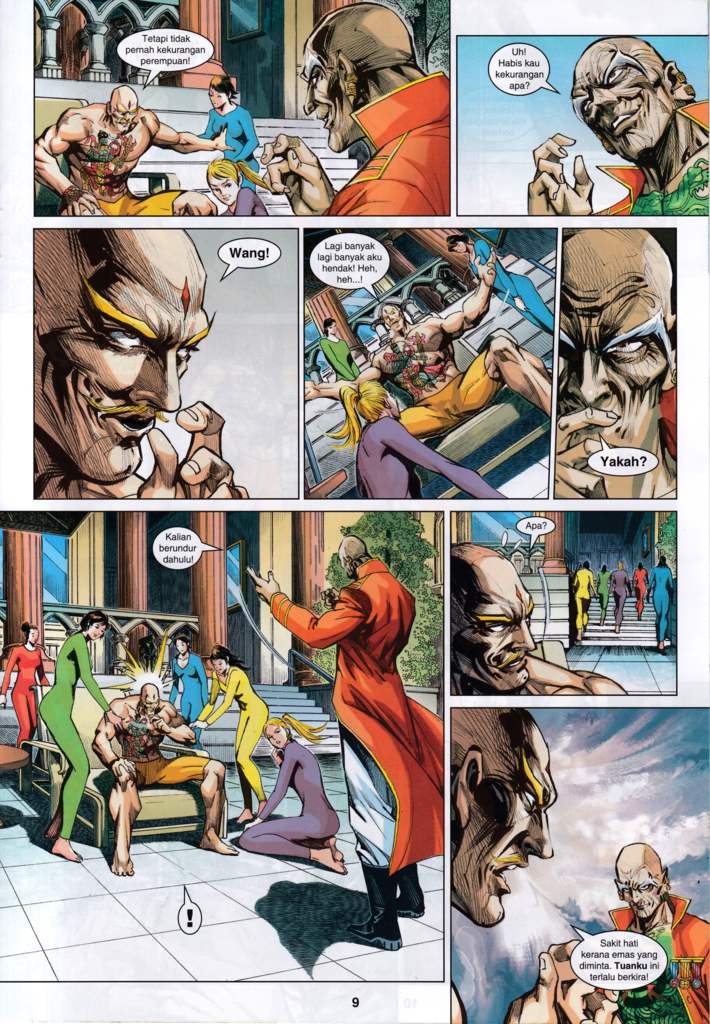 Tetapi tidak
pernah kekurangan
perempuan!
Uh!
Habis kau
kekurangan
apa?
Wang!
Lagi banyak
lagi banyak aku
hendak! Heh,
heh...!
Yakah?
Kalian
berundur
dahulu!
!
Apa?
Sakit hati
kerana emas yang
diminta. Tuanku ini
terlalu berkira!
9